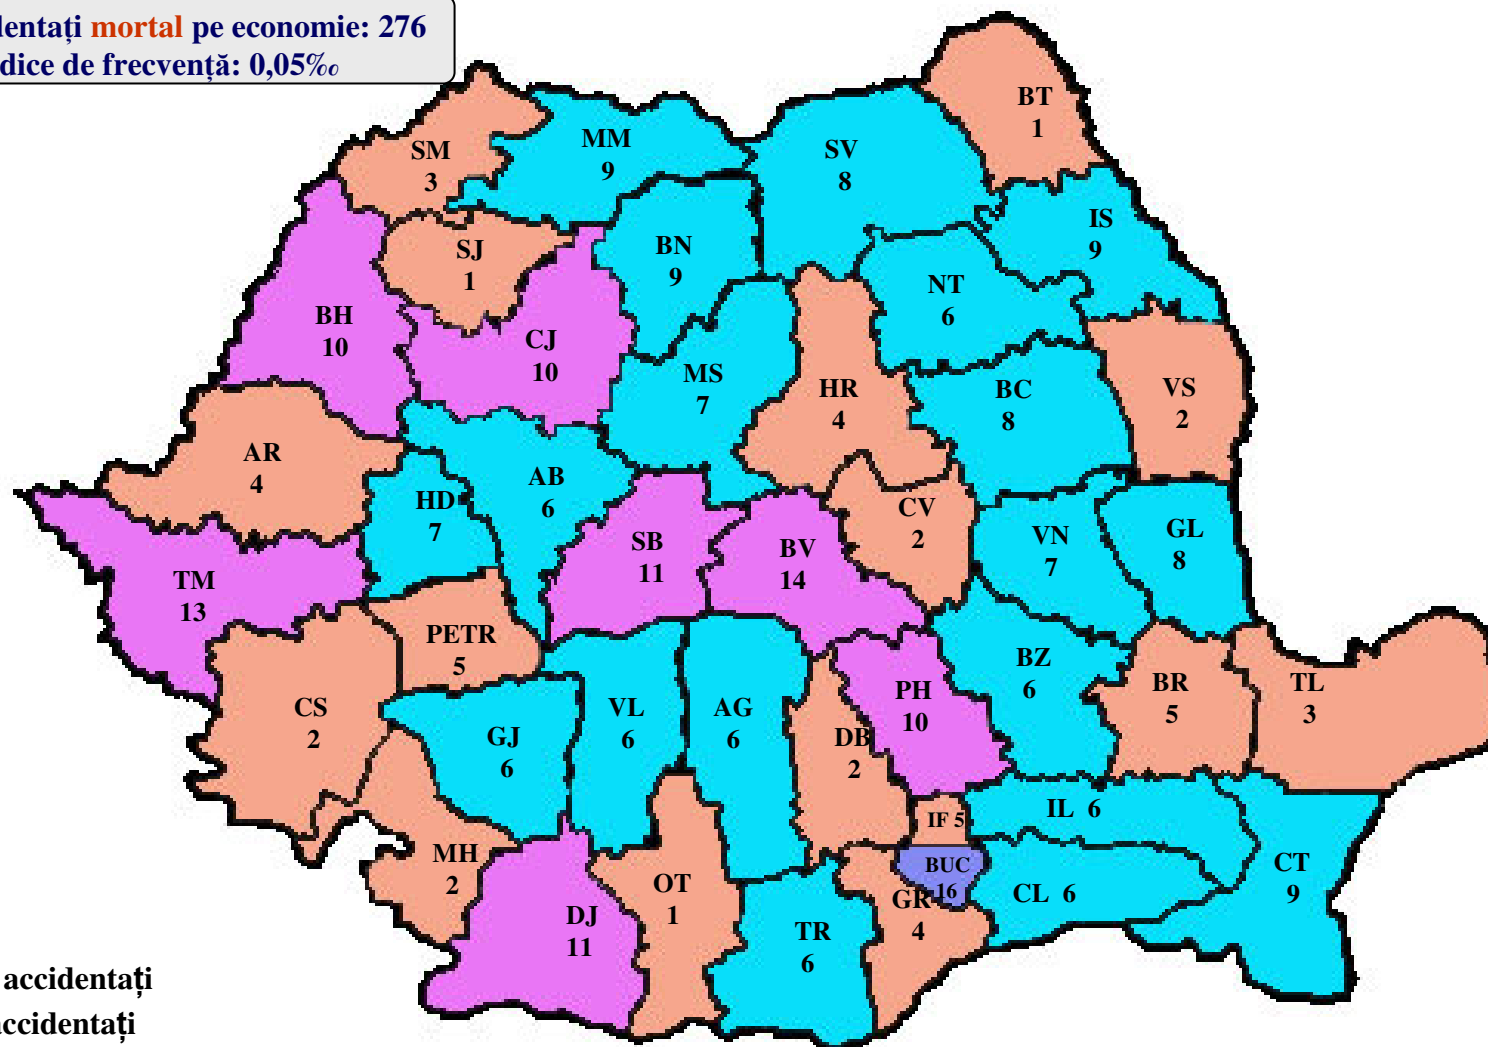 dentați mortal pe economie: 276
dice de frecvență: 0,05‰
BT
1
SM
3
MM
9
SV
8
IS
9
SJ
1
BN
9
NT
6
BH
10
CJ
10
MS
7
HR
4
BC
8
VS
2
AR
4
HD
7
AB
6
SB
11
BV
14
CV
2
VN
7
GL
8
TM
13
PETR
5
CS
2
GJ
6
VL
6
AG
6
DB
2
PH
10
BZ
6
BR
5
TL
3
IL 6
IF 5
MH
2
OT
1
BUC
16
GR
4
CL 6
CT
9
DJ
11
TR
6
accidentați
accidentați